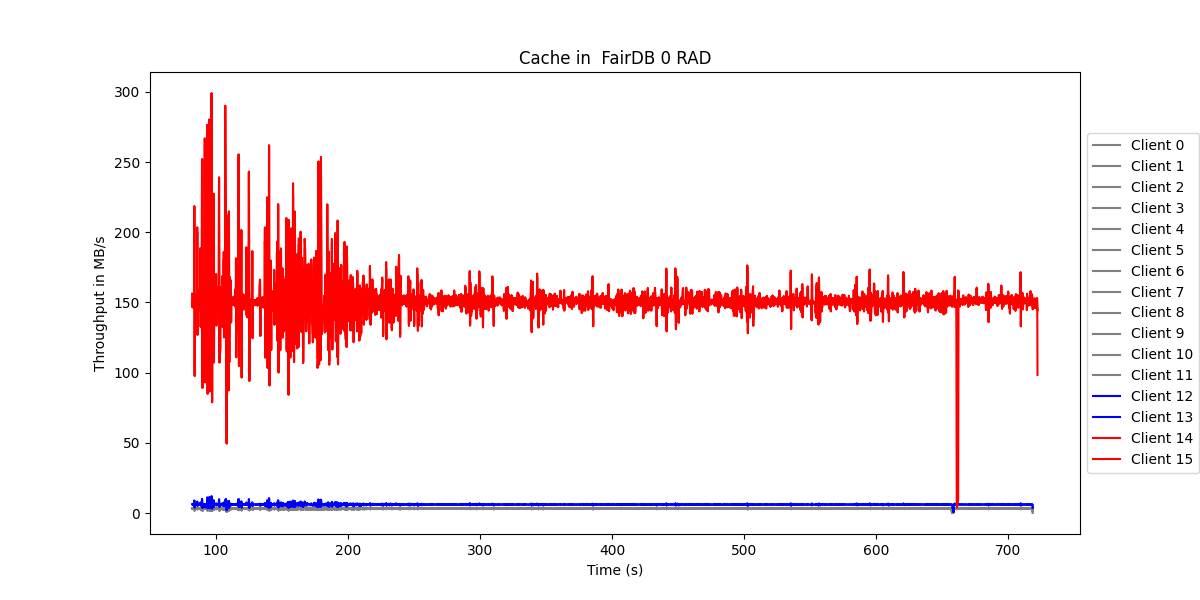 Cache in  FairDB 0 RAD
Throughput in MB/s
300
250
200
150
100
50
0
100
200
300
400
500
600
700
Time (s)
Client 0
Client 1
Client 2
Client 3
Client 4
Client 5
Client 6
Client 7
Client 8
Client 9
Client 10
Client 11
Client 12
Client 13
Client 14
Client 15